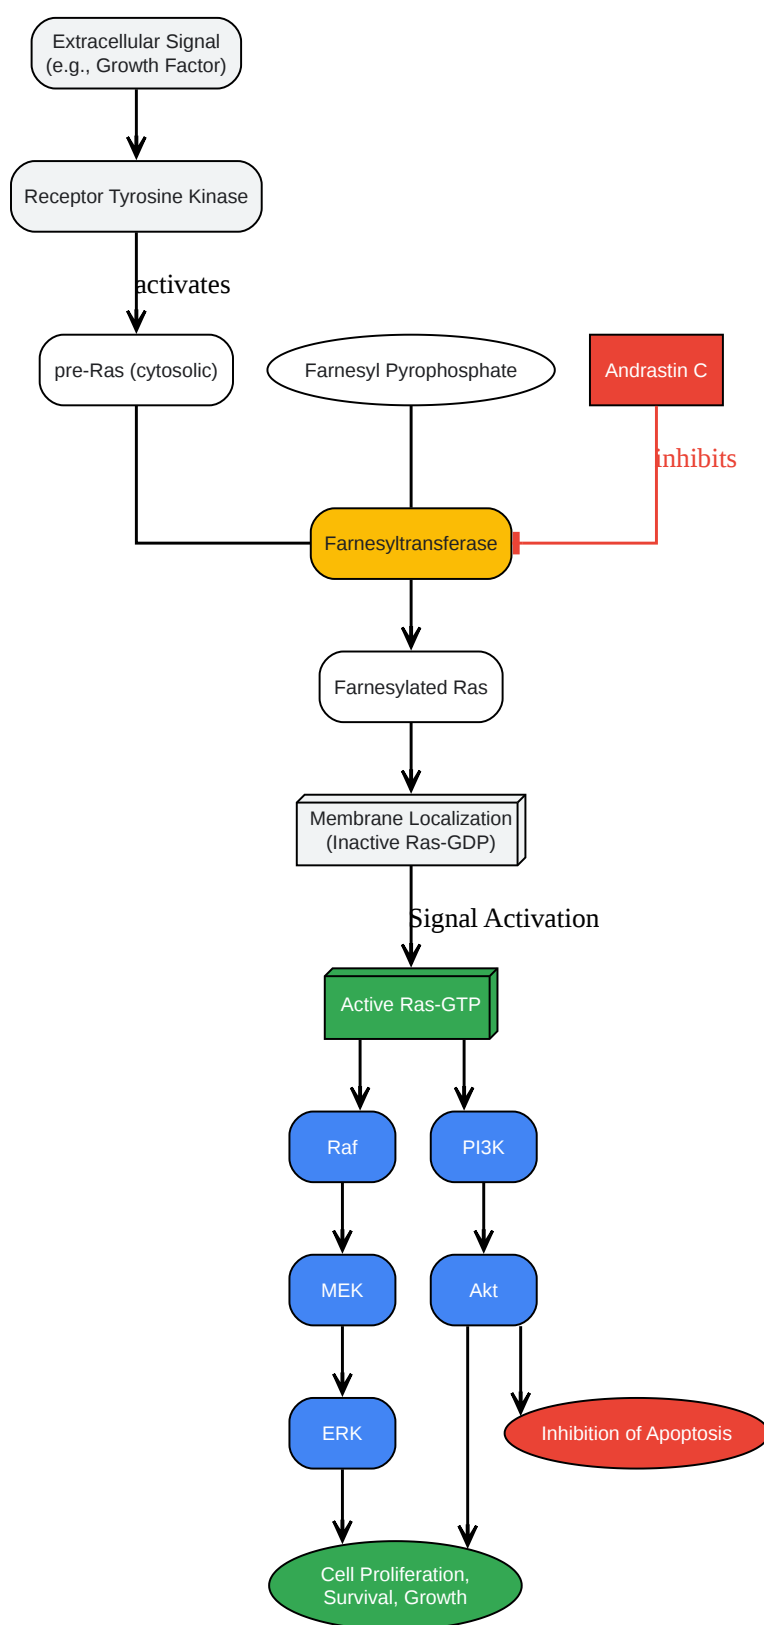 Extracellular Signal
(e.g., Growth Factor)
Receptor Tyrosine Kinase
activates
pre-Ras (cytosolic)
Farnesyl Pyrophosphate
Andrastin C
inhibits
Farnesyltransferase
Farnesylated Ras
Membrane Localization
(Inactive Ras-GDP)
Signal Activation
Active Ras-GTP
Raf
PI3K
MEK
Akt
ERK
Inhibition of Apoptosis
Cell Proliferation,
Survival, Growth